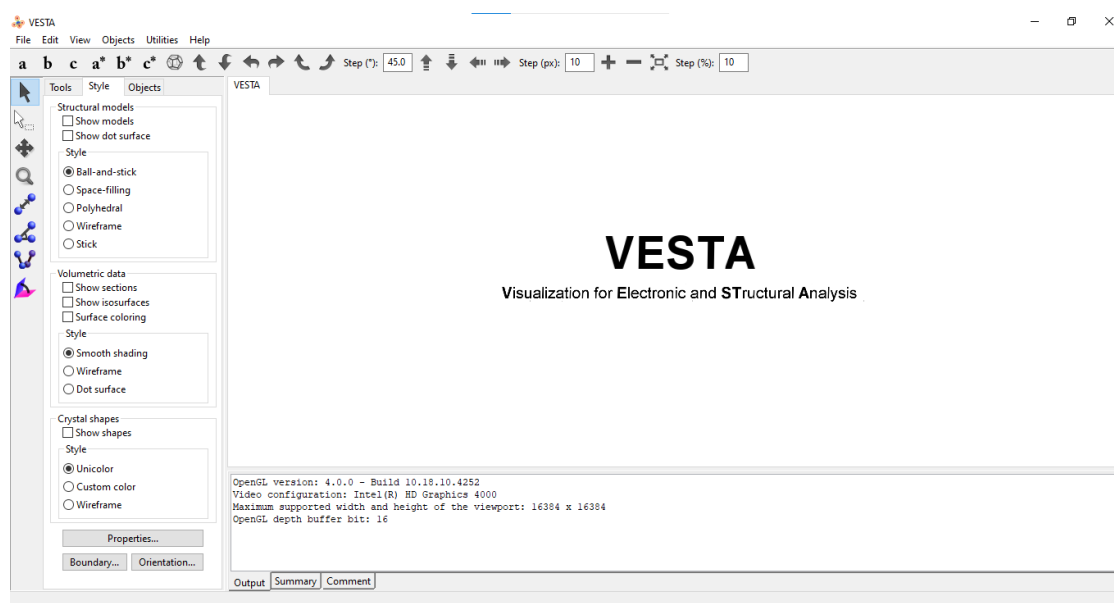 VESTA
File Edit View Objects Utilities Help
a b c a* b* c* Step (°): 45.0 Step (px): 10 Step (%): 10
Tools Style Objects
VESTA
Structural models
Show models
Show dot surface
Style
Ball-and-stick
Space-filling
Polyhedral
Wireframe
Stick
Volumetric data
Show sections
Show isosurfaces
Surface coloring
Style
Smooth shading
Wireframe
Dot surface
Crystal shapes
Show shapes
Style
Unicolor
Custom color
Wireframe
Properties...
Boundary... Orientation...
VESTA
Visualization for Electronic and STructural Analysis
OpenGL version: 4.0.0 - Build 10.18.10.4252
Video configuration: Intel(R) HD Graphics 4000
Maximum supported width and height of the viewport: 16384 x 16384
OpenGL depth buffer bit: 16
Output Summary Comment